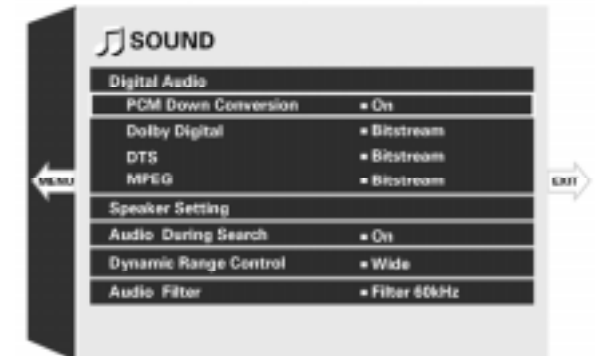 SOUND
Digital Audio
PCM Down Conversion ▪ On
Dolby Digital ▪ Bitstream
DTS ▪ Bitstream
MPEG ▪ Bitstream
MENU
EXIT
Speaker Setting
Audio During Search ▪ On
Dynamic Range Control ▪ Wide
Audio Filter ▪ Filter 60kHz